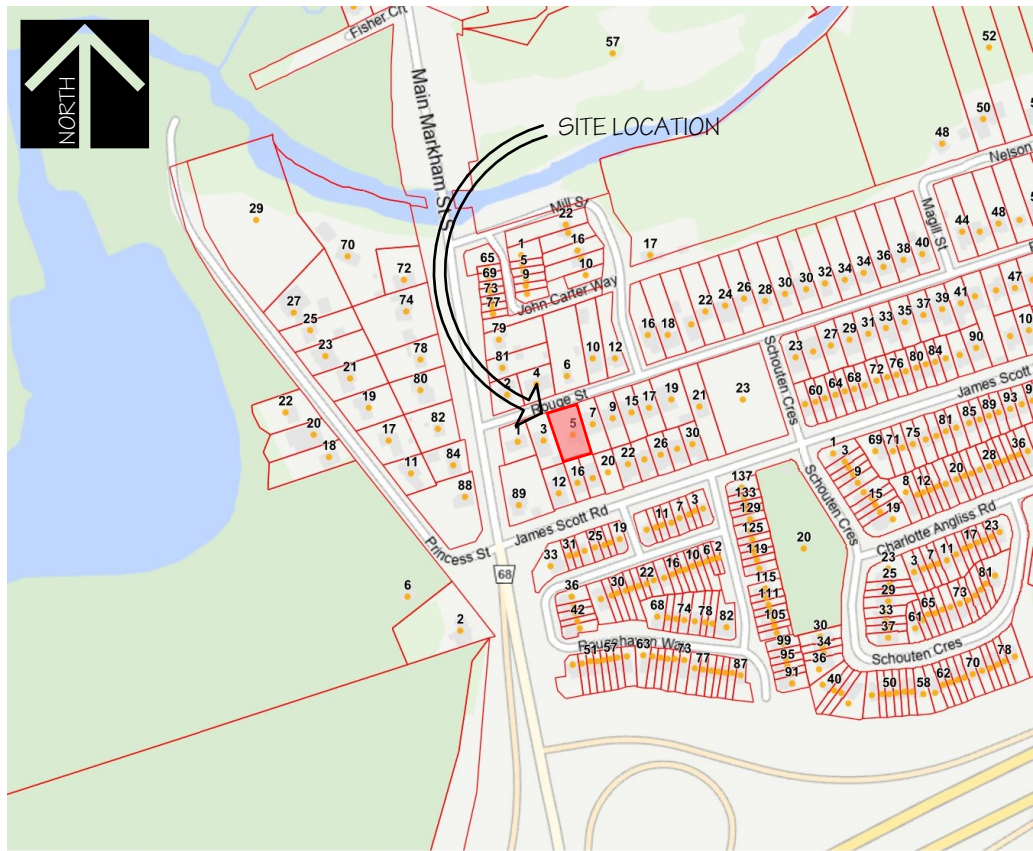 NORTH
SITE LOCATION
Fisher Crt
57
52
50
48
Main Markham St S
Nelson
Magill St
29
70
72
Mill St
22
1
16
5
9
10
17
44
48
65
69
73
77
John Carter Way
74
27
25
23
21
78
79
81
16 18 22 24 26 28 30 30 32 34 34 36 38 40
10 12
6
4
2
80
19
17
11
82
84
88
22
20
18
Rouge St
1 3 5 7 9 15 17 19 21 23
Schouten Cres
23 27 29 31 33 35 37 39 41 47
60 64 68 72 76 80 84 90 10
James Scott
89
12 16 20 22 26 30
James Scott Rd
69 71 75 81 85 89 93
1 3 9 15 19
8 12 20 28 36
Schouten Cres
Princess St
68
33 31 25 19
11 7 3
137
133
129
125
119
115
111
105
99
95
91
20
Charlotte Angliss Rd
23
25
29
33
37
3 7 11 17 23
61 65 73 81
6
2
36
42
30 22 16 10 6 2
68 74 78 82
Rougehaven Way
51 57 63 73 77 87
30
34
36
40
Schouten Cres
50 58 62 70 78